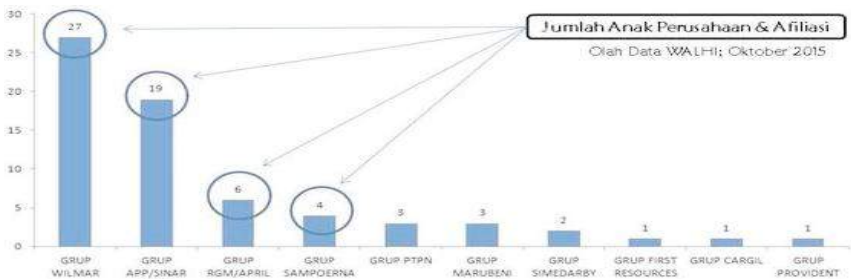 Jumlah Anak Perusahaan & Afiliasi
Olah Data WALHI; Oktober 2015
30
25
20
15
10
5
0
27
19
6
4
3
3
2
1
1
1
GRUP WILMAR
GRUP APP/SINAR
GRUP RGM/APRIL
GRUP SAMPOERNA
GRUP PTPN
GRUP MARUBENI
GRUP SIMEDARBY
GRUP FIRST RESOURCES
GRUP CARGIL
GRUP PROVIDENT